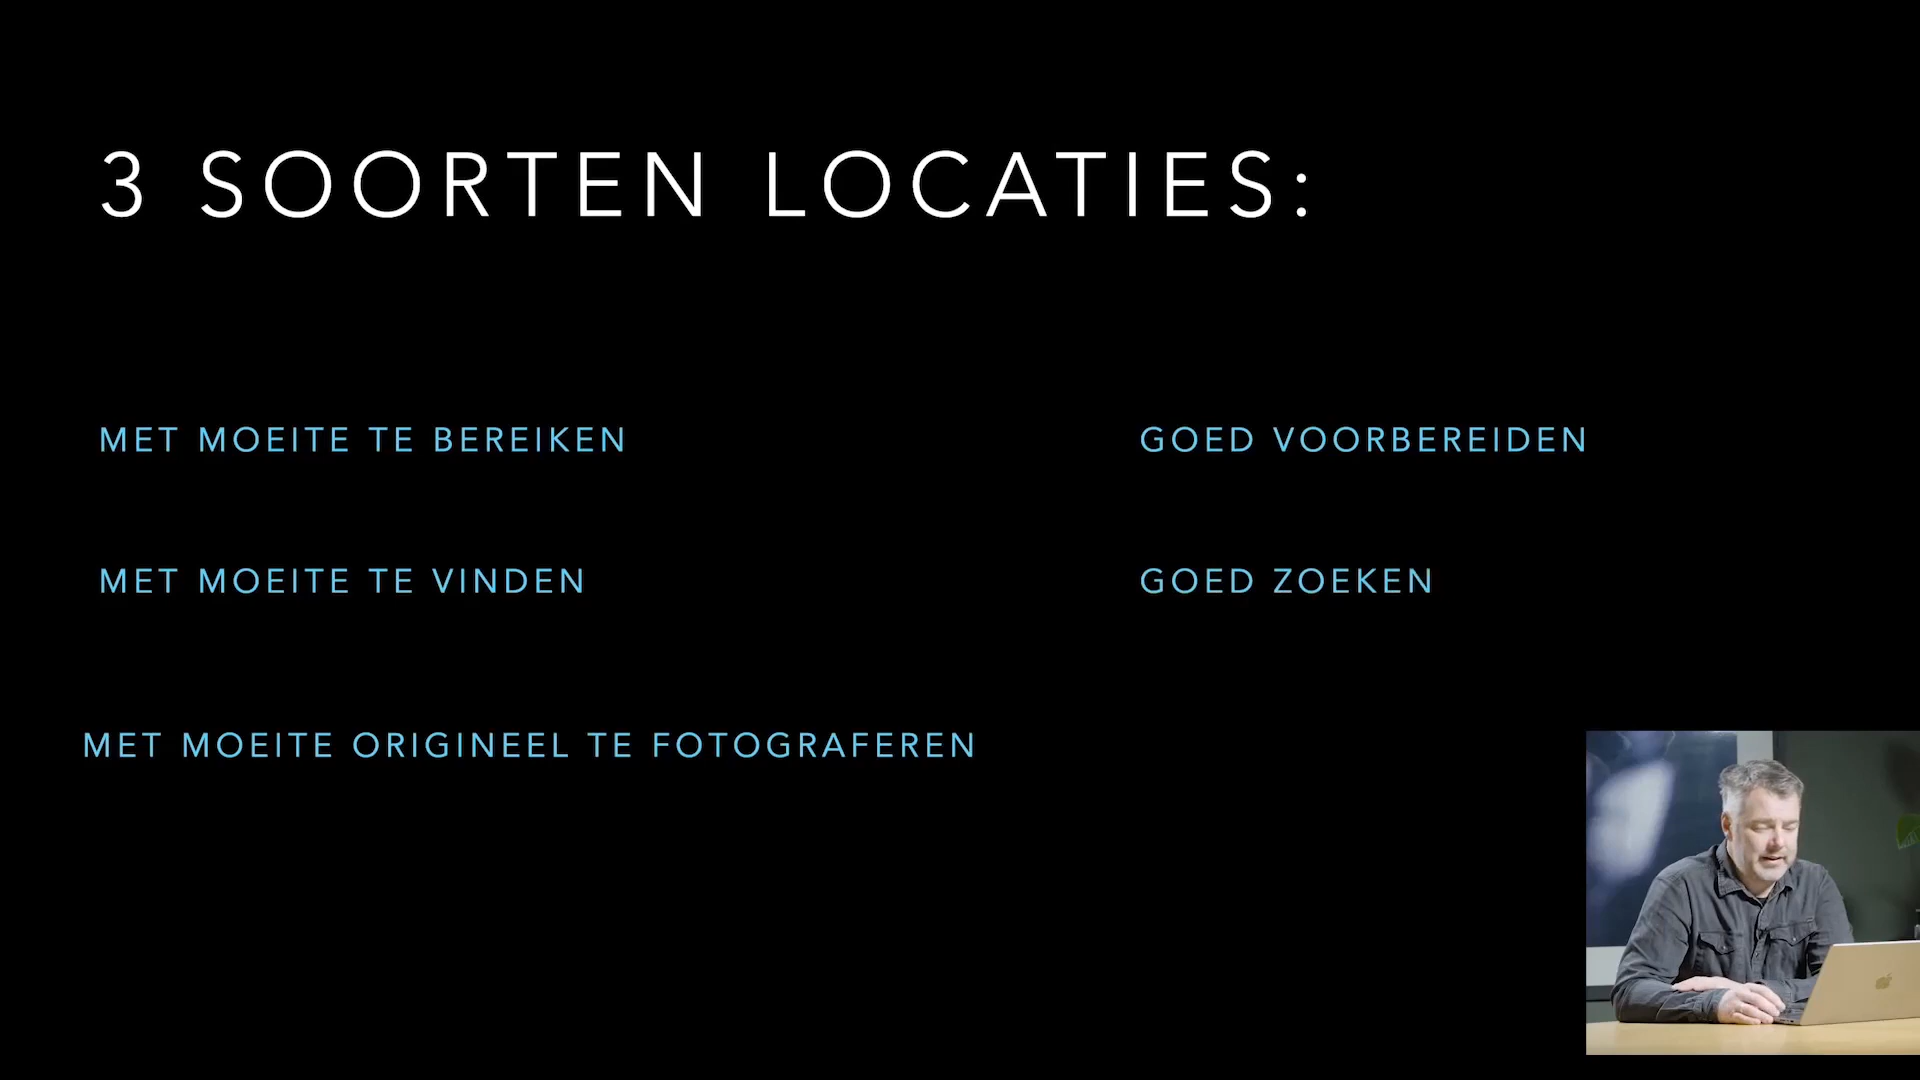 3 SOORTEN LOCATIES:
MET MOEITE TE BEREIKEN
GOED VOORBEREIDEN
MET MOEITE TE VINDEN
GOED ZOEKEN
MET MOEITE ORIGINEEL TE FOTOGRAFEREN